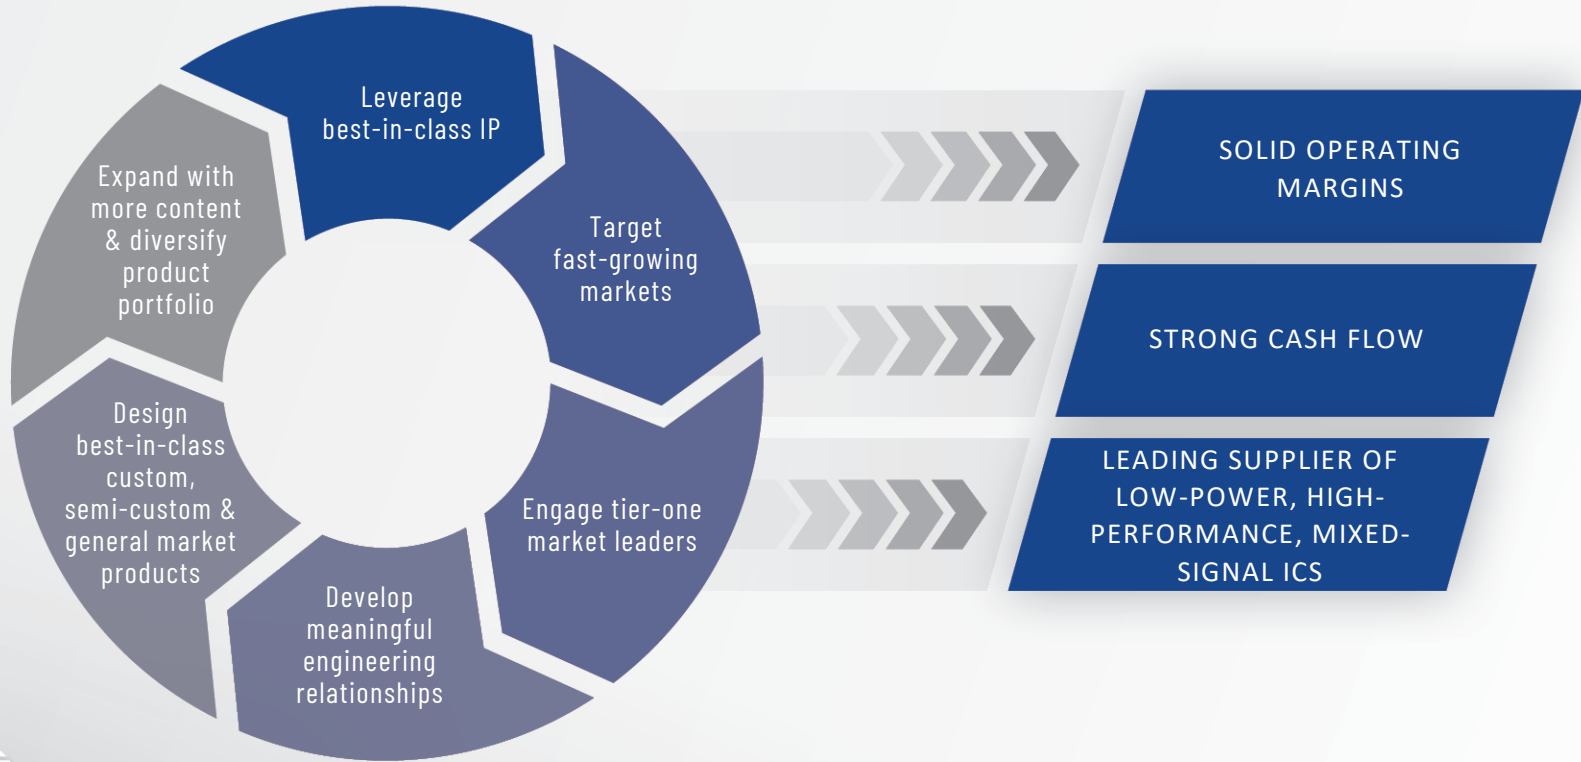 Leverage
best-in-class IP
Target
fast-growing
markets
Engage tier-one
market leaders
Develop
meaningful
engineering
relationships
Design
best-in-class
custom,
semi-custom &
general market
products
Expand with
more content
& diversify
product
portfolio
SOLID OPERATING
MARGINS
STRONG CASH FLOW
LEADING SUPPLIER OF
LOW-POWER, HIGH-
PERFORMANCE, MIXED-
SIGNAL ICS